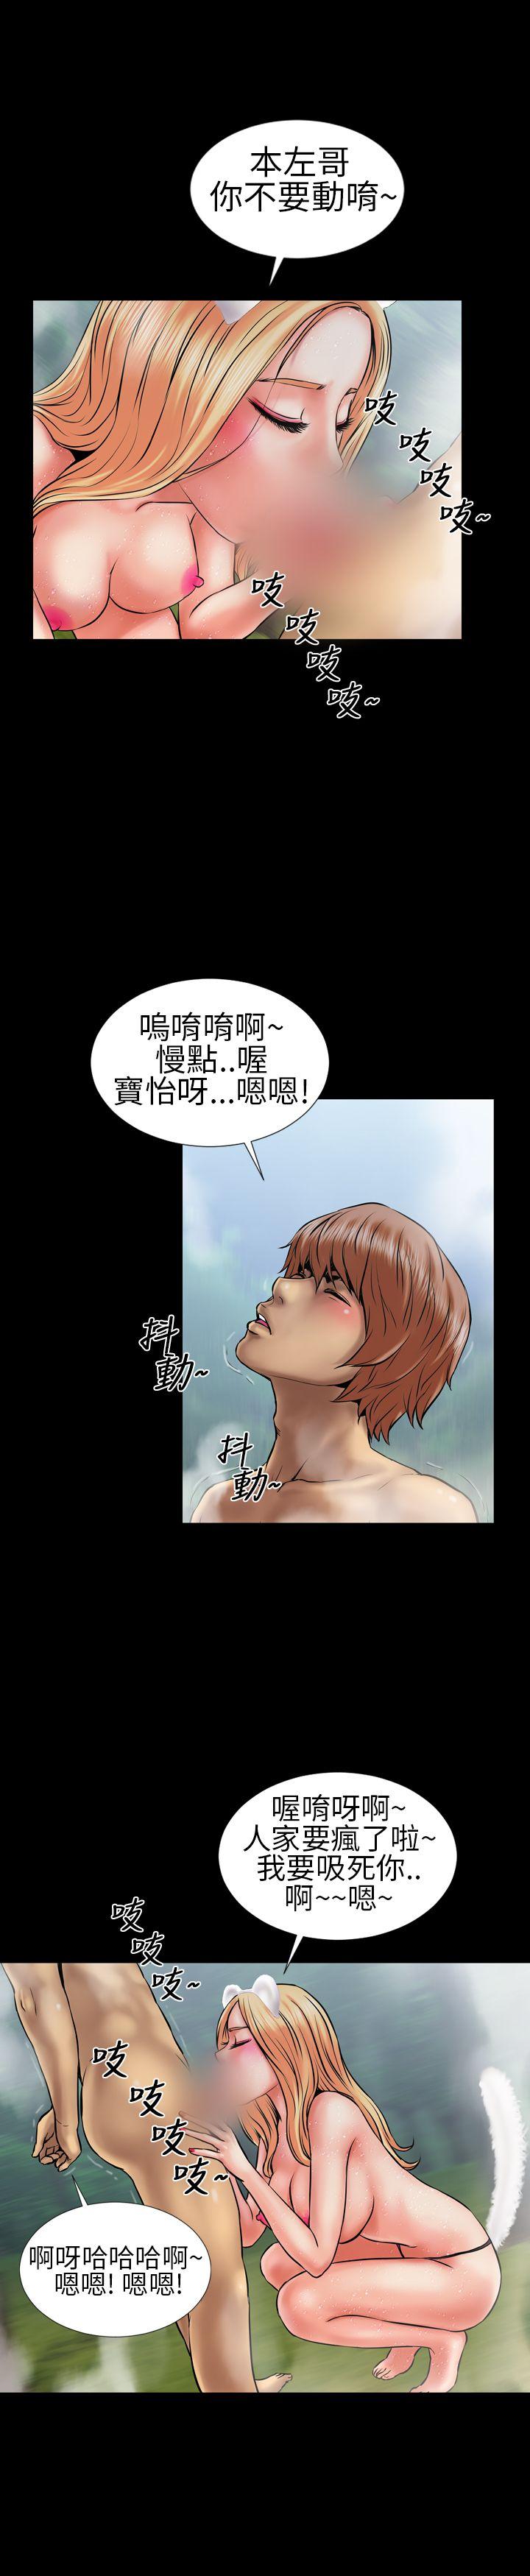 本左哥
你不要動唷~
吱
吱
吱
吱~
吱
吱
吱
吱~
嗚唷唷啊~
慢點..喔
寶怡呀...嗯嗯!
抖
動~
抖
動~
喔唷呀啊~
人家要瘋了啦~
我要吸死你..
啊~~嗯~
吱
吱
吱~
吱
吱
吱
吱~
啊呀哈哈哈啊~
嗯嗯! 嗯嗯!